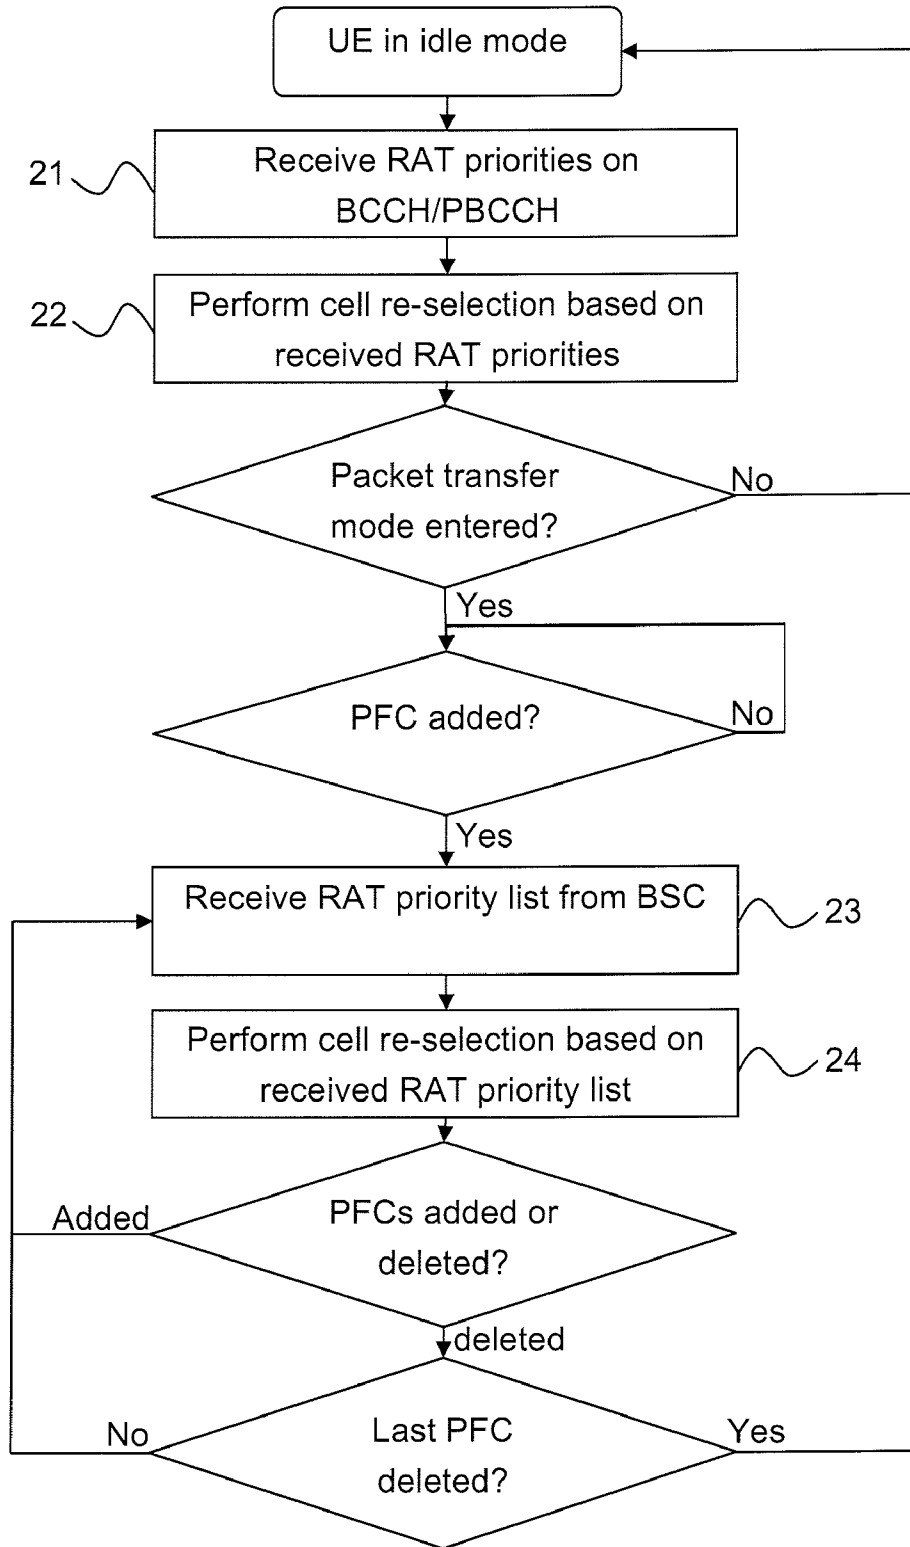 UE in idle mode
21
Receive RAT priorities on
BCCH/PBCCH
22
Perform cell re-selection based on
received RAT priorities
Packet transfer
mode entered?
No
Yes
PFC added?
No
Yes
Receive RAT priority list from BSC
23
Perform cell re-selection based on
received RAT priority list
24
Added
PFCs added or
deleted?
deleted
No
Last PFC
deleted?
Yes